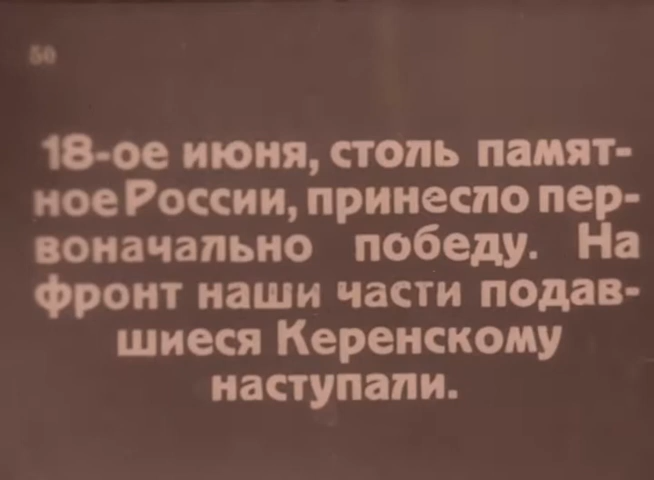 50
18-ое июня, столь памят-
ное России, принесло пер-
воначально победу. На
фронт наши части подав-
шиеся Керенскому
наступали.